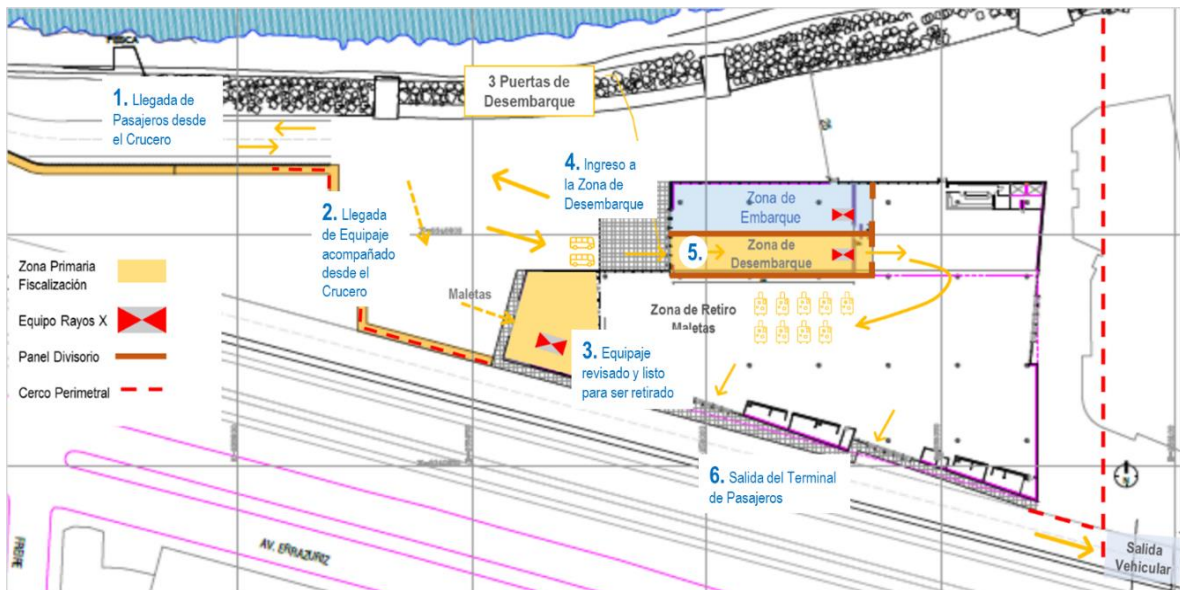 3 Puertas de
Desembarque
1. Llegada de
Pasajeros desde
el Crucero
4. Ingreso a
la Zona de
Desembarque
2. Llegada
de Equipaje
acompañado
desde el
Crucero
Zona de
Embarque
5.
Zona de
Desembarque
Zona Primaria
Fiscalización
Equipo Rayos X
Panel Divisorio
Cerco Perimetral
Maletas
Zona de Retiro
Maletas
3. Equipaje
revisado y listo
para ser retirado
6. Salida del Terminal
de Pasajeros
N
Salida
Vehicular
AV. ERRAZURIZ
FREIRE